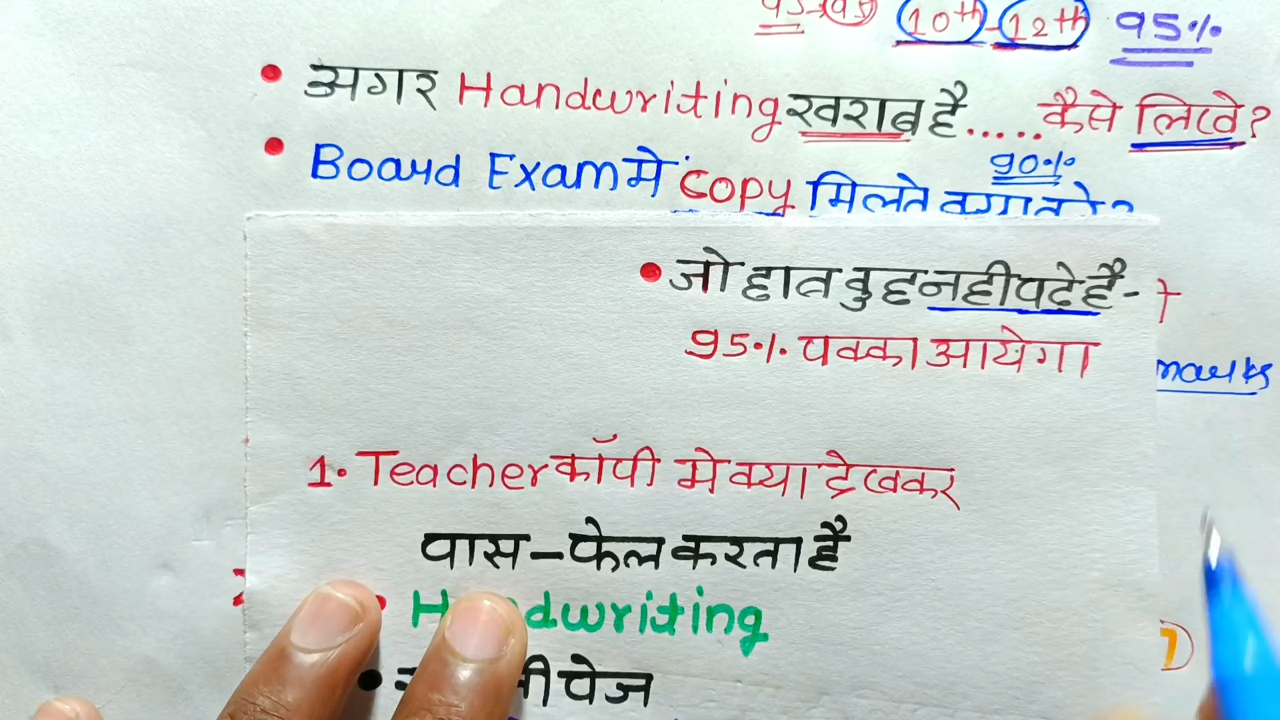 10th-12th 95%
• अगर Handwriting खराब है.....कैसे लिखे?
90%
• Board Exam मे copy मिलते
• जो छात्र कुछ नही पढे है-
95% पक्का आयेगा
marks
1. Teacher कॉपी मे क्या देखकर
पास-फेल करता है
• Handwriting
पेज